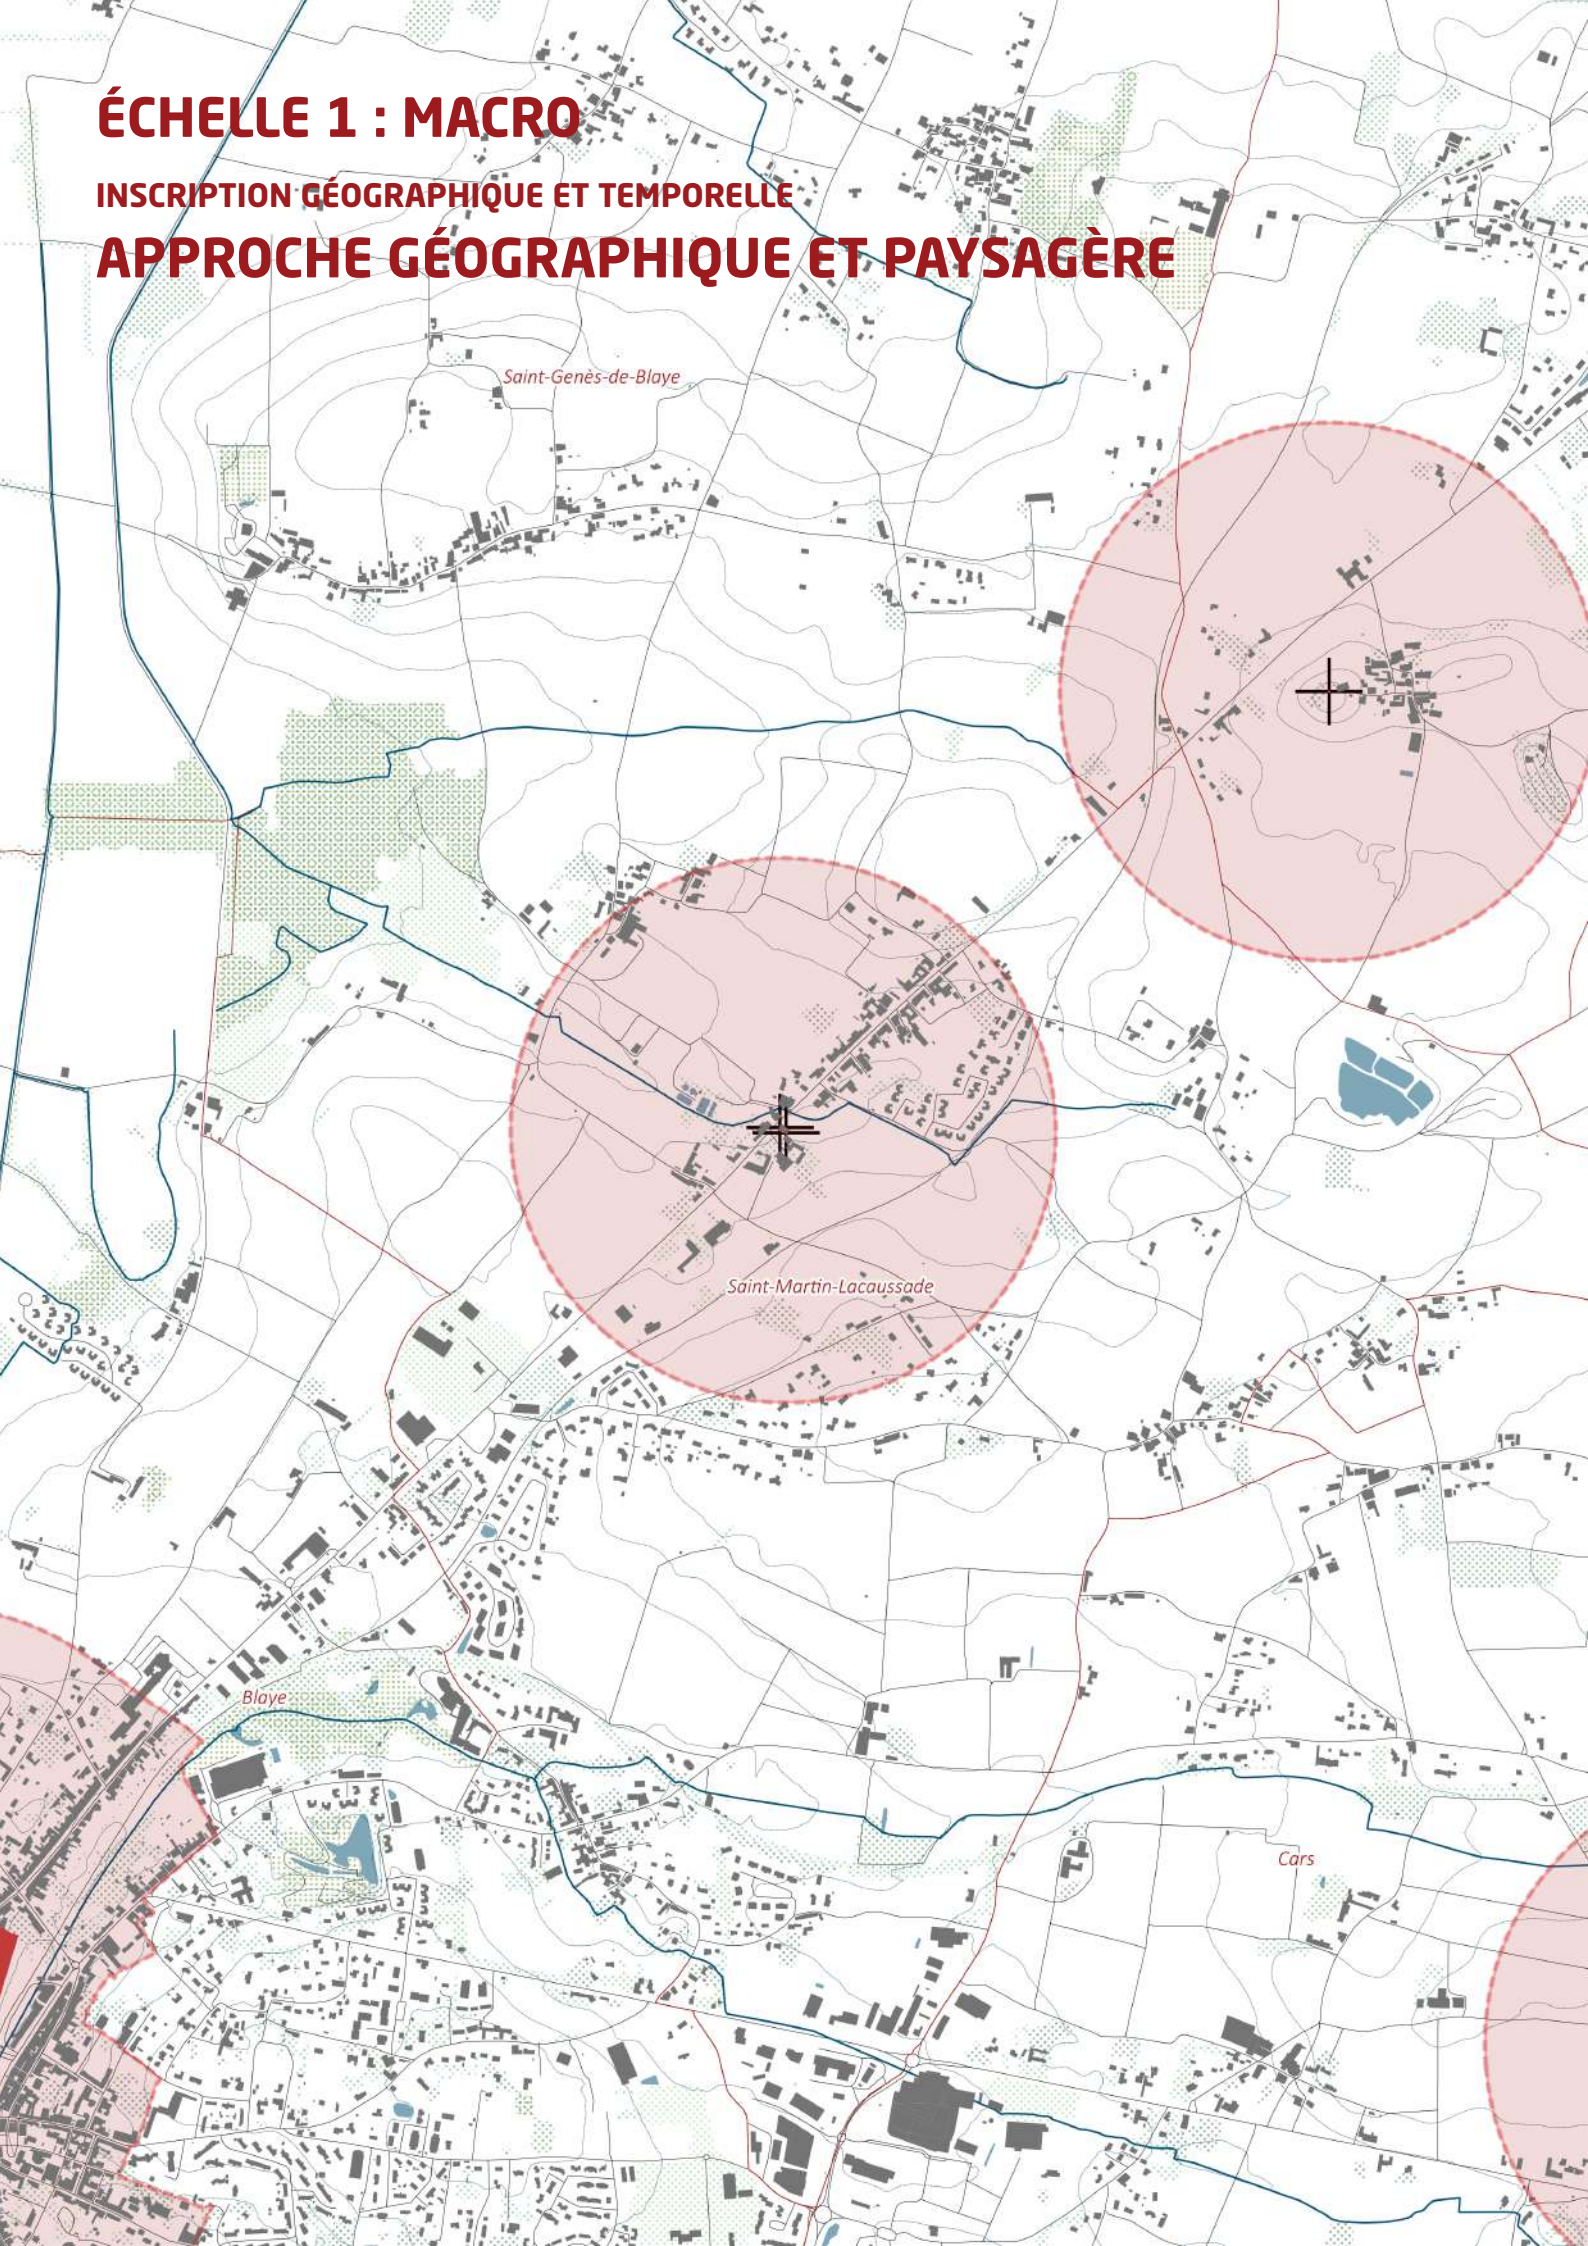 ÉCHELLE 1 : MACRO
INSCRIPTION GÉOGRAPHIQUE ET TEMPORELLE
APPROCHE GÉOGRAPHIQUE ET PAYSAGÈRE
Saint-Genès-de-Blaye
Saint-Martin-Lacaussade
Blaye
Cars